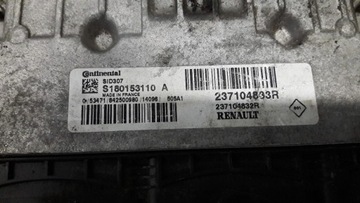 Continental
SID307
S180153110 A
MADE IN FRANCE
237104833R
237104832R
RENAULT